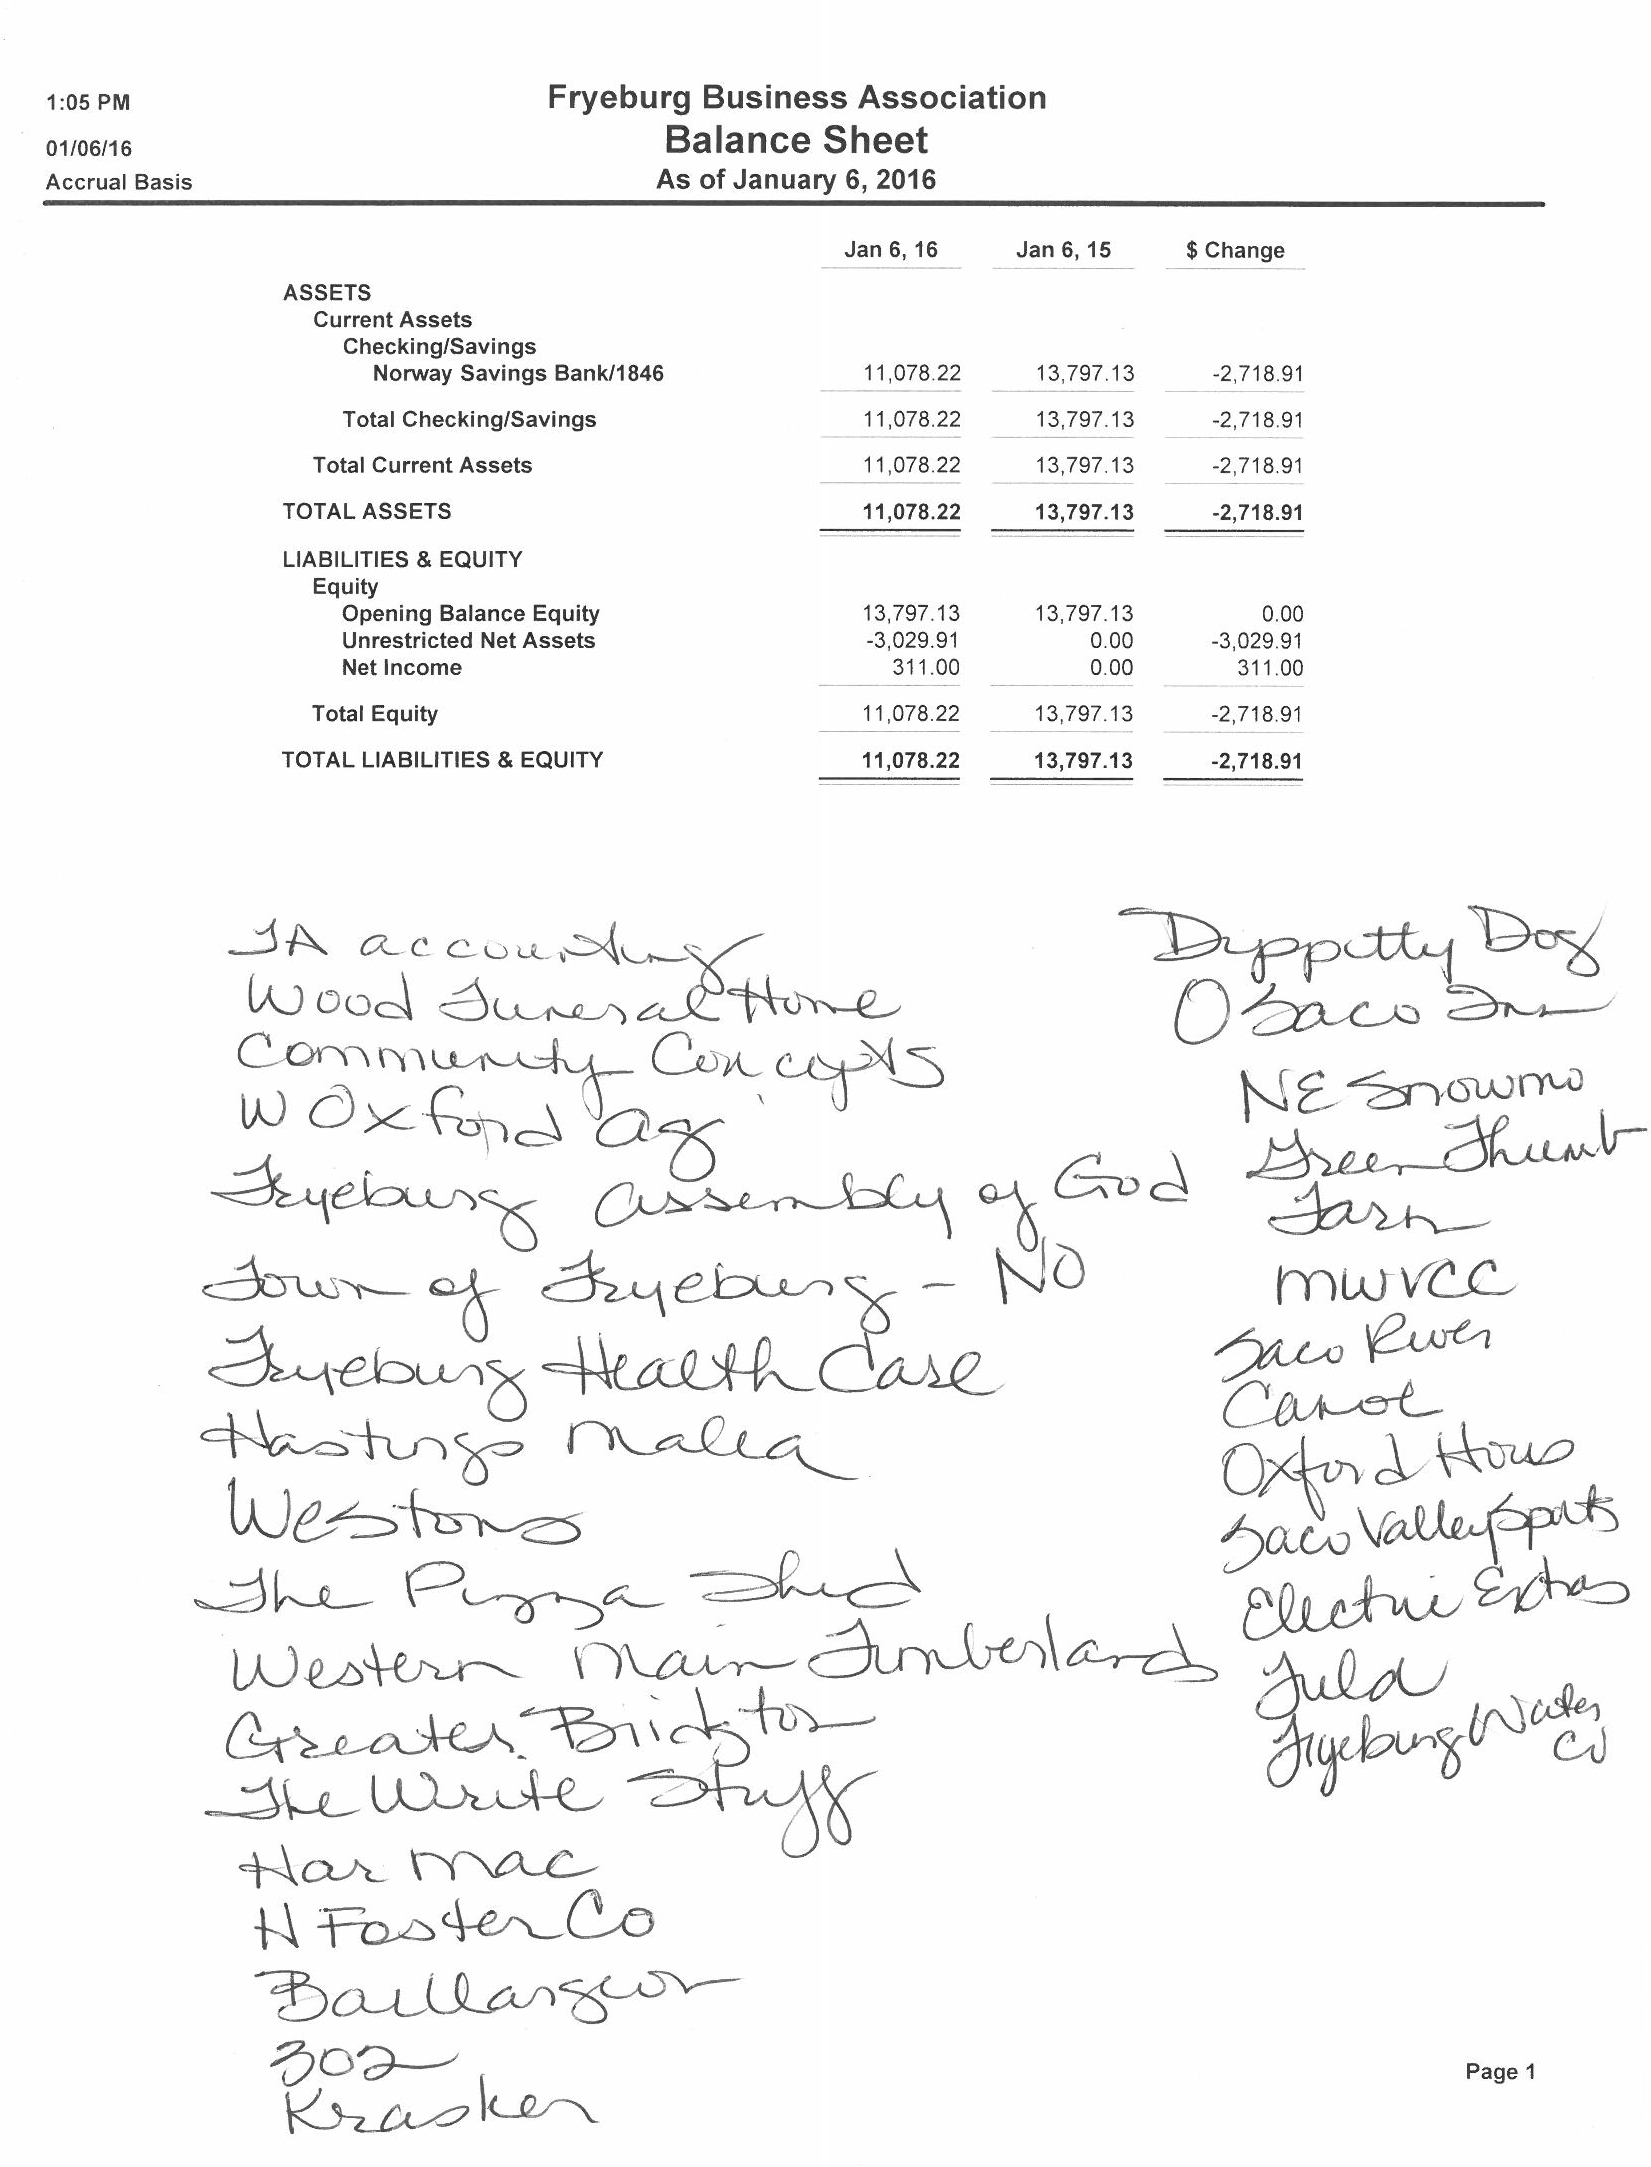 1:05 PM
01/06/16
Accrual Basis
Fryeburg Business Association
Balance Sheet
As of January 6, 2016
Jan 6, 16 Jan 6, 15 $ Change
ASSETS
Current Assets
Checking/Savings
Norway Savings Bank/1846 11,078.22 13,797.13 -2,718.91
Total Checking/Savings 11,078.22 13,797.13 -2,718.91
Total Current Assets 11,078.22 13,797.13 -2,718.91
TOTAL ASSETS 11,078.22 13,797.13 -2,718.91
LIABILITIES & EQUITY
Equity
Opening Balance Equity 13,797.13 13,797.13 0.00
Unrestricted Net Assets -3,029.91 0.00 -3,029.91
Net Income 311.00 0.00 311.00
Total Equity 11,078.22 13,797.13 -2,718.91
TOTAL LIABILITIES & EQUITY 11,078.22 13,797.13 -2,718.91
accounting
Wood Funeral Home
Community Concepts
W Oxford ag
Fryeburg assembly of God
Town of Fryeburg - NO
Fryeburg Health Care
Hastings Malia
Westons
The Pizza Shed
Western Main Timberlands
Greater Bridgton
The Write Stuff
Har mac
H Foster Co
Baillargeon
302
Krasker
Dippitty Dog
O Saco Inn
NE Snowmo
Green Thumb
Farm
MWVCC
Saco River
Canoe
Oxford Hous
Saco Valley Sports
Electric Extras
Fryeburg Water
Co
Page 1